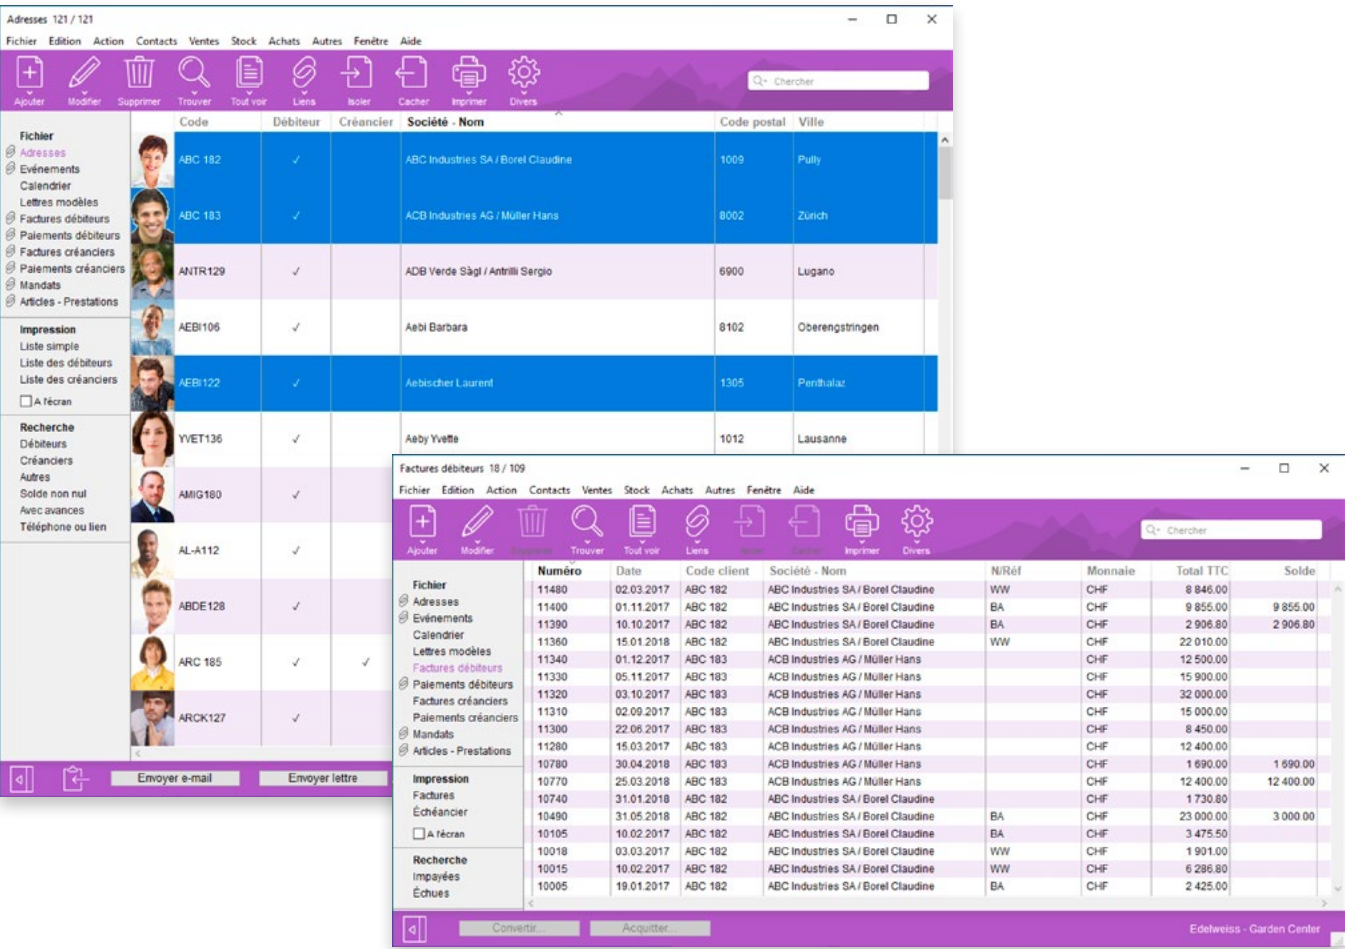 Adresses 121 / 121
Fichier Edition Action Contacts Ventes Stock Achats Autres Fenêtre Aide
Ajouter Modifier Supprimer Trouver Tout voir Liens Isoler Cacher Imprimer Divers
Chercher
Fichier
Adresses
Evénements
Calendrier
Lettres modèles
Factures débiteurs
Paiements débiteurs
Factures créanciers
Paiements créanciers
Mandats
Articles - Prestations
Impression
Liste simple
Liste des débiteurs
Liste des créanciers
A l'écran
Recherche
Débiteurs
Créanciers
Autres
Solde non nul
Avec avances
Téléphone ou lien
Code Débiteur Créancier Société - Nom Code postal Ville
ABC 182 ✓ ABC Industries SA / Borel Claudine 1009 Pully
ABC 183 ✓ ACB Industries AG / Müller Hans 8002 Zürich
ANTR129 ✓ ADB Verde Sàgl / Antrilli Sergio 6900 Lugano
AEBI106 ✓ Aebi Barbara 8102 Oberengstringen
AEBI122 ✓ Aebischer Laurent 1305 Penthalaz
YVET136 ✓ Aeby Yvette 1012 Lausanne
AMIG180 ✓
AL-A112 ✓
ABDE128 ✓
ARC 185 ✓ ✓
ARCK127 ✓
Envoyer e-mail Envoyer lettre
Factures débiteurs 18 / 109
Fichier Edition Action Contacts Ventes Stock Achats Autres Fenêtre Aide
Ajouter Modifier Supprimer Trouver Tout voir Liens Isoler Cacher Imprimer Divers
Chercher
Fichier
Adresses
Evénements
Calendrier
Lettres modèles
Factures débiteurs
Paiements débiteurs
Factures créanciers
Paiements créanciers
Mandats
Articles - Prestations
Impression
Factures
Échéancier
A l'écran
Recherche
Impayées
Échues
Numéro Date Code client Société - Nom N/Réf Monnaie Total TTC Solde
11480 02.03.2017 ABC 182 ABC Industries SA / Borel Claudine WW CHF 8 846.00
11400 01.11.2017 ABC 182 ABC Industries SA / Borel Claudine BA CHF 9 855.00 9 855.00
11390 10.10.2017 ABC 182 ABC Industries SA / Borel Claudine BA CHF 2 906.80 2 906.80
11360 15.01.2018 ABC 182 ABC Industries SA / Borel Claudine WW CHF 22 010.00
11340 01.12.2017 ABC 183 ACB Industries AG / Müller Hans CHF 12 500.00
11330 05.11.2017 ABC 183 ACB Industries AG / Müller Hans CHF 15 900.00
11320 03.10.2017 ABC 183 ACB Industries AG / Müller Hans CHF 32 000.00
11310 02.09.2017 ABC 183 ACB Industries AG / Müller Hans CHF 15 000.00
11300 22.06.2017 ABC 183 ACB Industries AG / Müller Hans CHF 8 450.00
11280 15.03.2017 ABC 183 ACB Industries AG / Müller Hans CHF 12 400.00
10780 30.04.2018 ABC 183 ACB Industries AG / Müller Hans CHF 1 690.00 1 690.00
10770 25.03.2018 ABC 183 ACB Industries AG / Müller Hans CHF 12 400.00 12 400.00
10740 31.01.2018 ABC 182 ABC Industries SA / Borel Claudine CHF 1 730.80
10490 31.05.2018 ABC 182 ABC Industries SA / Borel Claudine BA CHF 23 000.00 3 000.00
10105 10.02.2017 ABC 182 ABC Industries SA / Borel Claudine BA CHF 3 475.50
10018 03.03.2017 ABC 182 ABC Industries SA / Borel Claudine WW CHF 1 901.00
10015 10.02.2017 ABC 182 ABC Industries SA / Borel Claudine WW CHF 6 286.80
10005 19.01.2017 ABC 182 ABC Industries SA / Borel Claudine BA CHF 2 425.00
Convertir... Acquitter...
Edelweiss - Garden Center